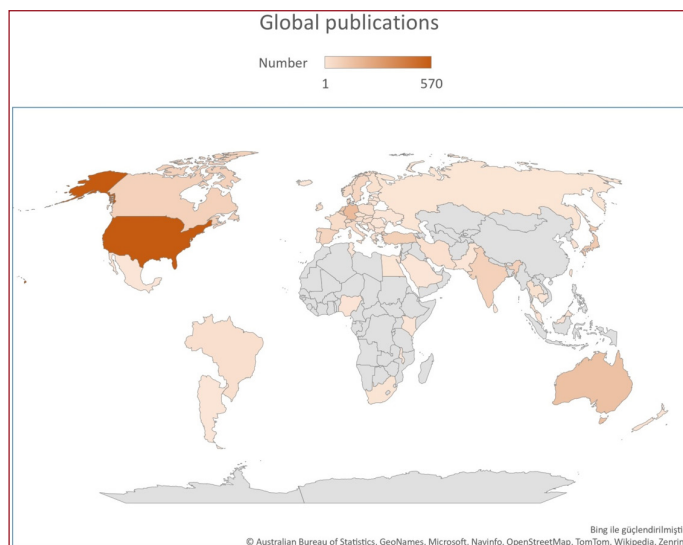 Global publications
Number
1 570
Bing ile güçlendirilmişti
© Australian Bureau of Statistics, GeoNames, Microsoft, Navinfo, OpenStreetMap, TomTom, Wikipedia, Zenrin